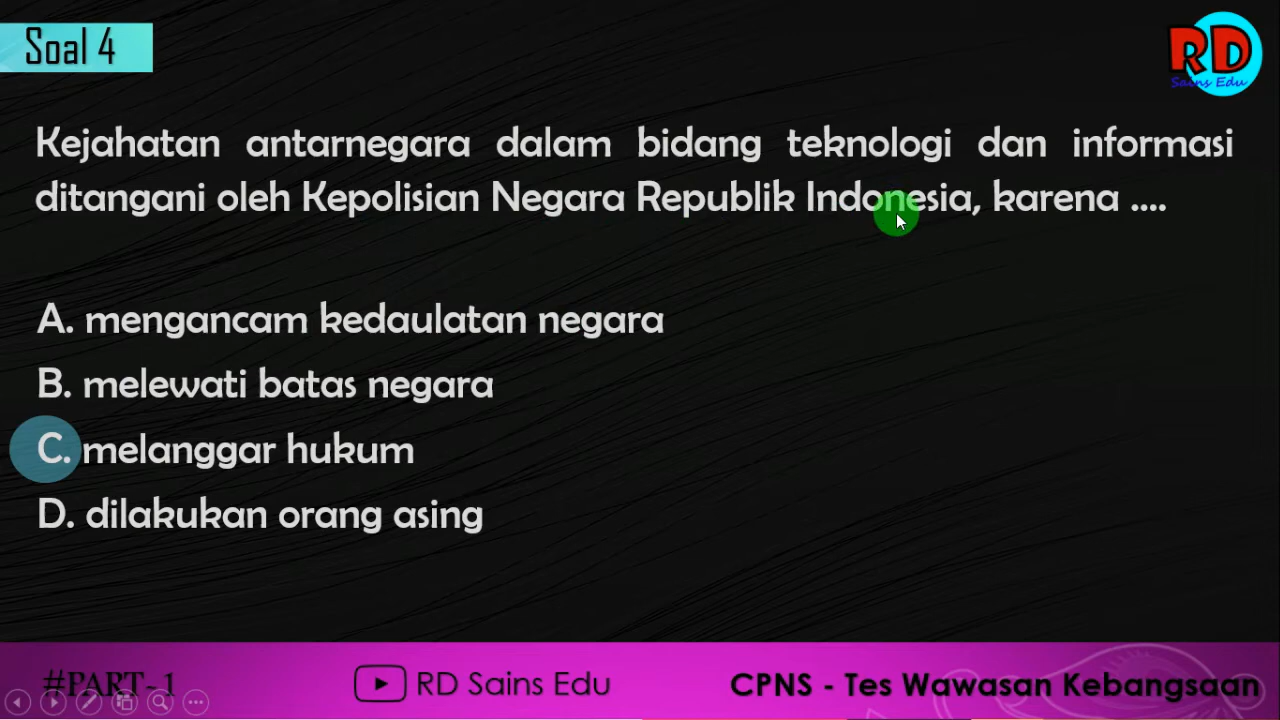 Soal 4
RD
Sains Edu
Kejahatan antarnegara dalam bidang teknologi dan informasi
ditangani oleh Kepolisian Negara Republik Indonesia, karena ....
A. mengancam kedaulatan negara
B. melewati batas negara
C. melanggar hukum
D. dilakukan orang asing
#PART-1
RD Sains Edu
CPNS - Tes Wawasan Kebangsaan